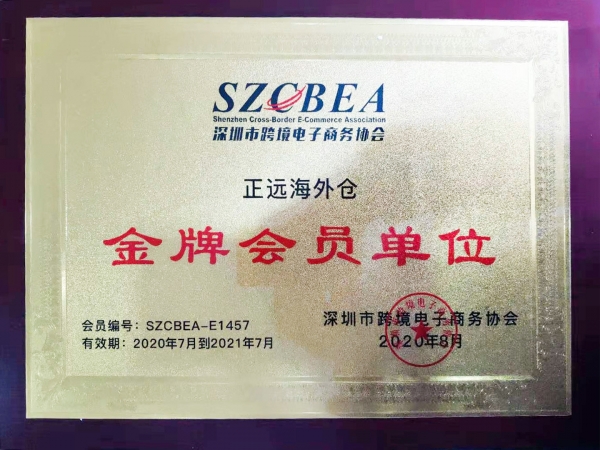 SZCBEA
Shenzhen Cross-Border E-Commerce Association
深圳市跨境电子商务协会
正远海外仓
金牌会员单位
会员编号：SZCBEA-E1457
有效期：2020年7月到2021年7月
深圳市跨境电子商务协会
2020年8月